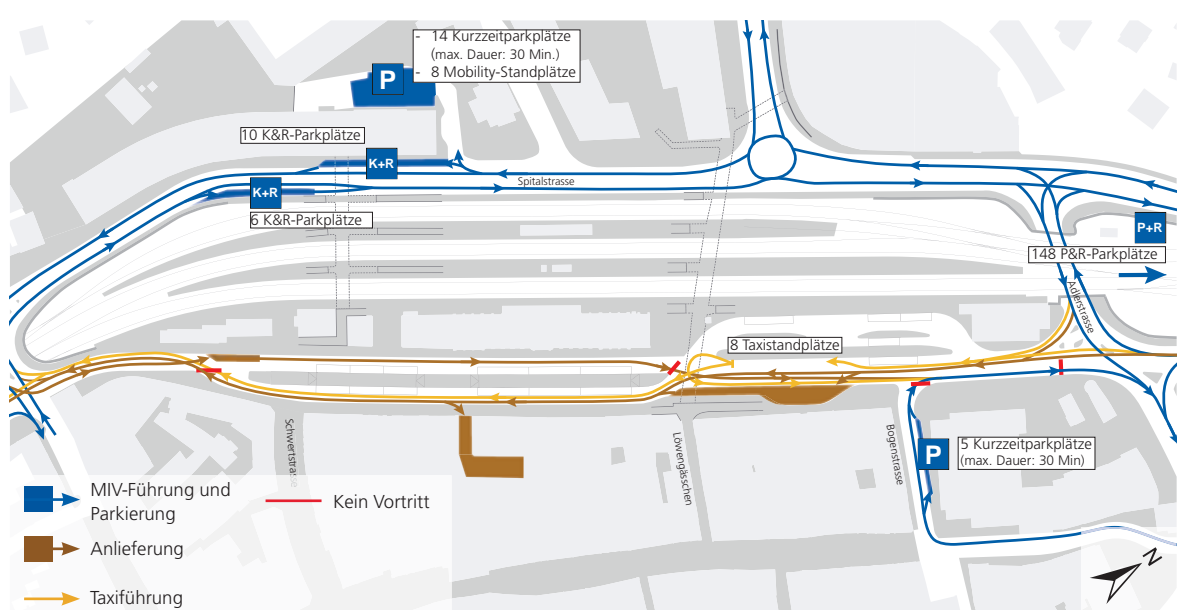 - 14 Kurzzeitparkplätze
(max. Dauer: 30 Min.)
- 8 Mobility-Standplätze
P
10 K&R-Parkplätze
K+R
Spitalstrasse
K+R
6 K&R-Parkplätze
P+R
148 P&R-Parkplätze
Adlerstrasse
8 Taxistandplätze
Schwertstrasse
Löwengässchen
Bogenstrasse
P
5 Kurzzeitparkplätze
(max. Dauer: 30 Min)
MIV-Führung und
Parkierung
Kein Vortritt
Anlieferung
Taxiführung
N